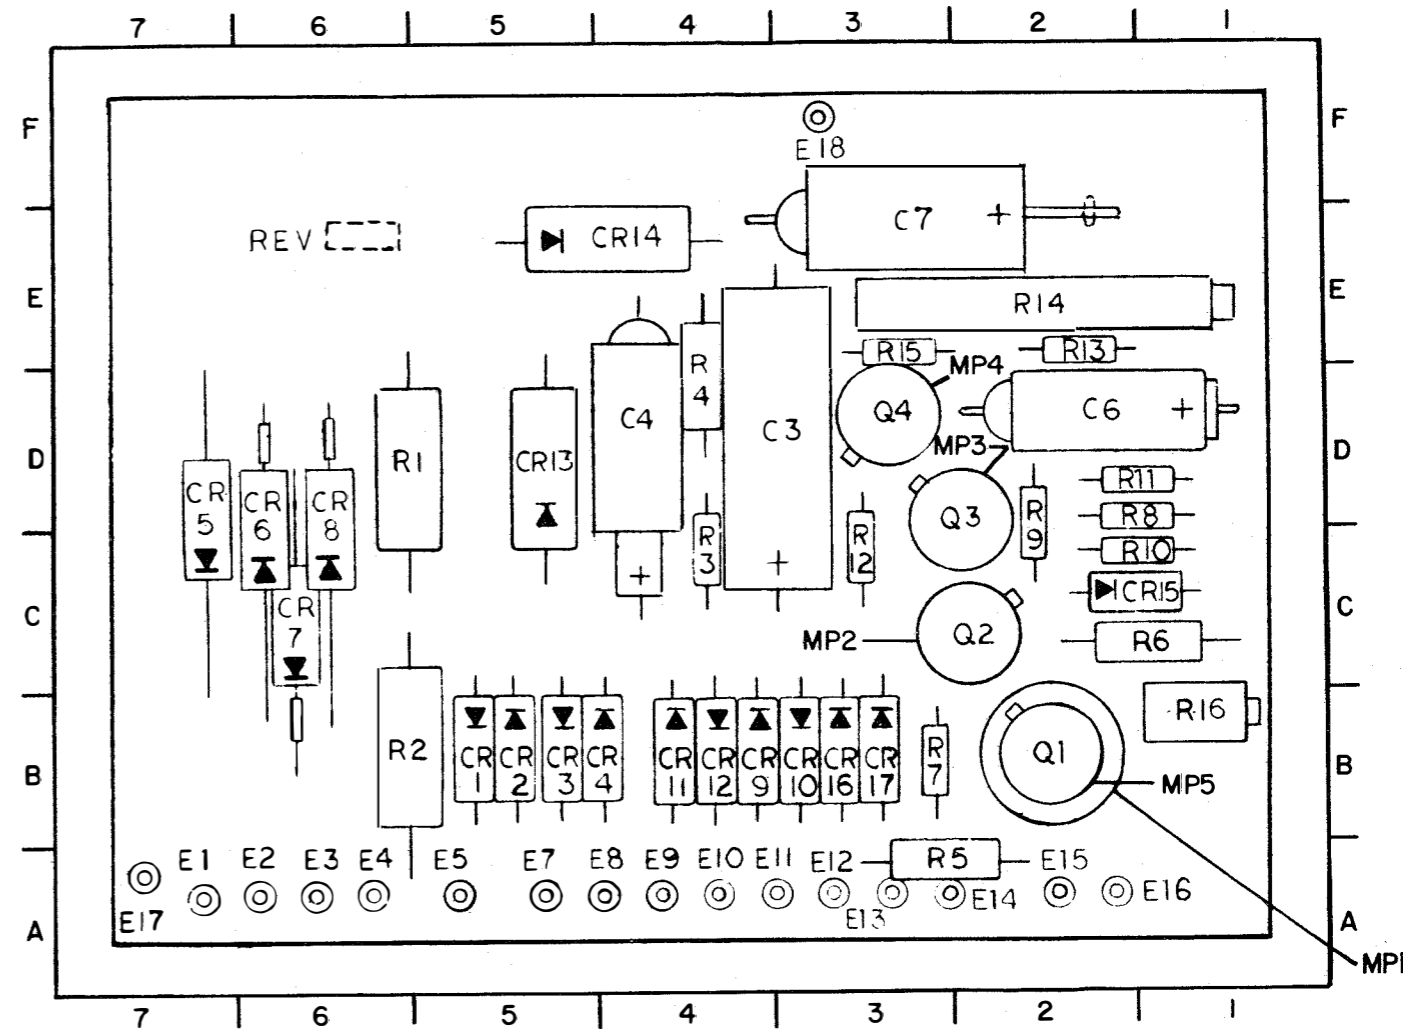 7 6 5 4 3 2 1
F F
E18
C7 +
REV CR14
E E
R14
R15 R13
MP4
R4
C4 C3 Q4 C6 +
D D
R1 CR13 MP3
R11
CR5 CR6 CR8
R8
Q3 R9
R3 R12 R10
+ +
CR15
C C
CR7
MP2 Q2 R6
R16
R2 CR1 CR2 CR3 CR4 CR11 CR12 CR9 CR10 CR16 CR17 R7 Q1
B B
MP5
E1 E2 E3 E4 E5 E7 E8 E9 E10 E11 E12 R5 E15
E17 E13 E14 E16
A A
MP1
7 6 5 4 3 2 1